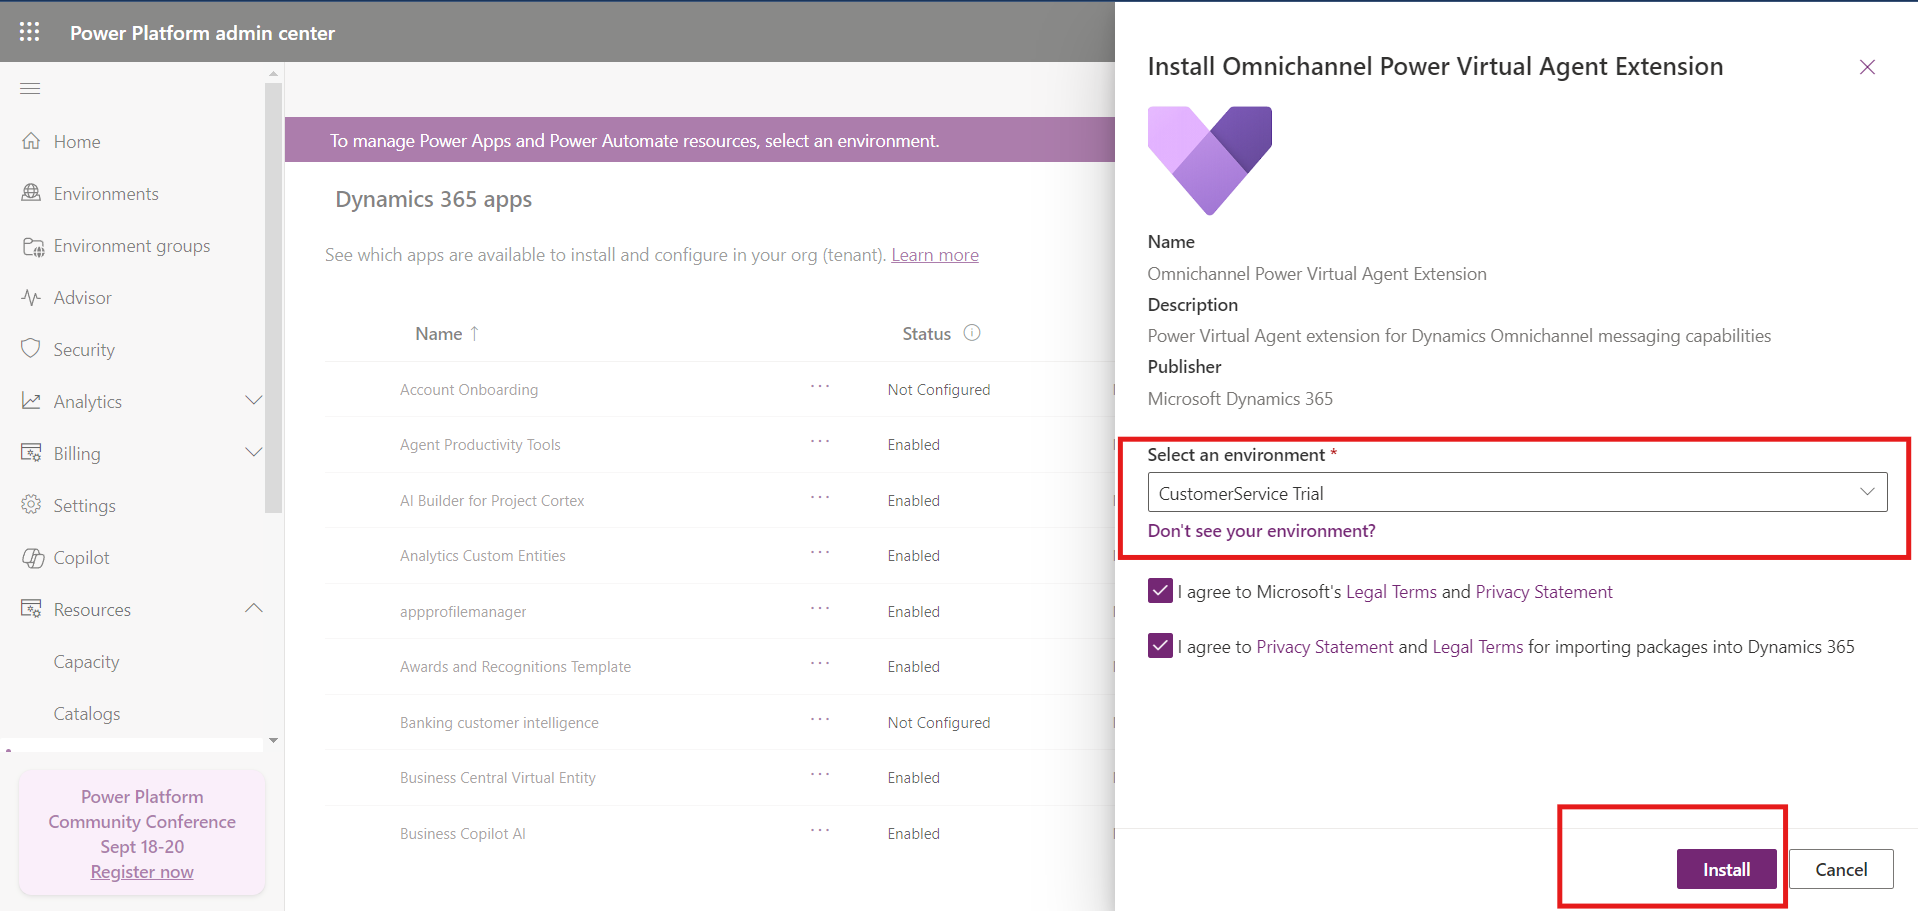 Power Platform admin center
Home
Environments
Environment groups
Advisor
Security
Analytics
Billing
Settings
Copilot
Resources
Capacity
Catalogs
Power Platform
Community Conference
Sept 18-20
Register now
To manage Power Apps and Power Automate resources, select an environment.
Dynamics 365 apps
See which apps are available to install and configure in your org (tenant). Learn more
Name ↑ Status
Account Onboarding ... Not Configured
Agent Productivity Tools ... Enabled
AI Builder for Project Cortex ... Enabled
Analytics Custom Entities ... Enabled
appprofilemanager ... Enabled
Awards and Recognitions Template ... Enabled
Banking customer intelligence ... Not Configured
Business Central Virtual Entity ... Enabled
Business Copilot AI ... Enabled
Install Omnichannel Power Virtual Agent Extension
Name
Omnichannel Power Virtual Agent Extension
Description
Power Virtual Agent extension for Dynamics Omnichannel messaging capabilities
Publisher
Microsoft Dynamics 365
Select an environment *
CustomerService Trial
Don't see your environment?
I agree to Microsoft's Legal Terms and Privacy Statement
I agree to Privacy Statement and Legal Terms for importing packages into Dynamics 365
Install
Cancel